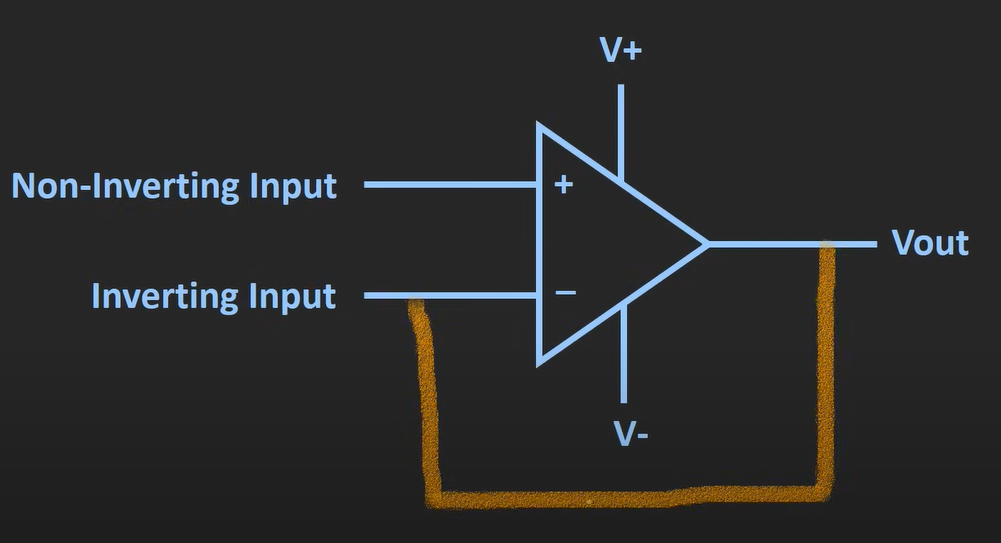 V+
Non-Inverting Input
+
Vout
Inverting Input
−
V-